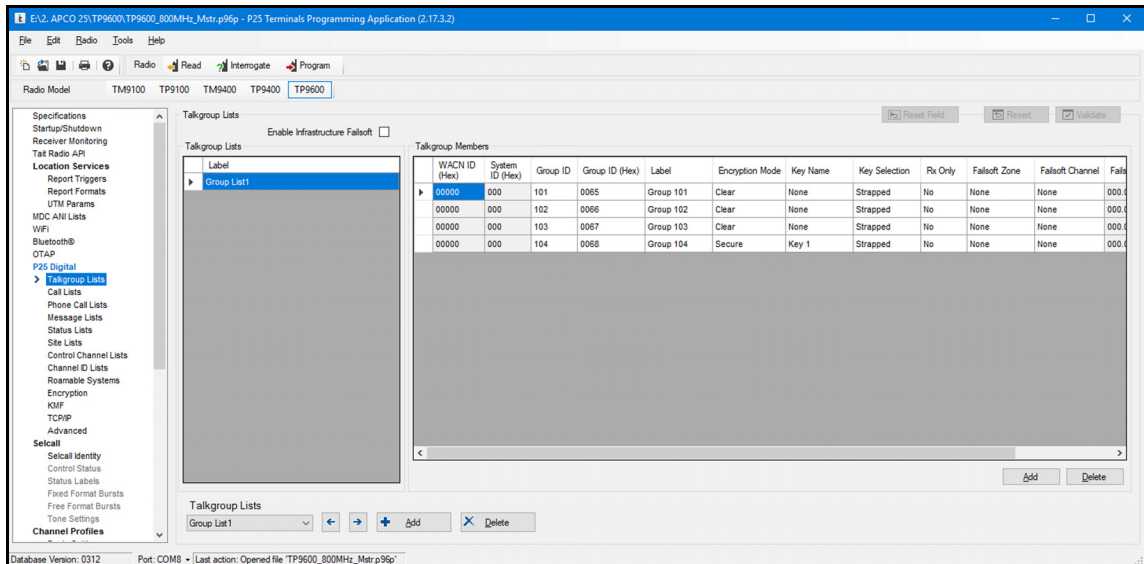 E:\2. APCO 25\TP9600\TP9600_800MHz_Mstr.p96p - P25 Terminals Programming Application (2.17.3.2)
File Edit Radio Tools Help
Radio Read Interrogate Program
Radio Model TM9100 TP9100 TM9400 TP9400 TP9600
Specifications
Startup/Shutdown
Receiver Monitoring
Tait Radio API
Location Services
Report Triggers
Report Formats
UTM Params
MDC ANI Lists
WiFi
Bluetooth®
OTAP
P25 Digital
Talkgroup Lists
Call Lists
Phone Call Lists
Message Lists
Status Lists
Site Lists
Control Channel Lists
Channel ID Lists
Roamable Systems
Encryption
KMF
TCP/IP
Advanced
Selcall
Selcall Identity
Control Status
Status Labels
Fixed Format Bursts
Free Format Bursts
Tone Settings
Channel Profiles
Talkgroup Lists
Reset Field Revert Validate
Enable Infrastructure Failsoft
Talkgroup Lists
Label
Group List1
Talkgroup Members
WACN ID (Hex) System ID (Hex) Group ID Group ID (Hex) Label Encryption Mode Key Name Key Selection Rx Only Failsoft Zone Failsoft Channel Fails
00000 000 101 0065 Group 101 Clear None Strapped No None None 000.0
00000 000 102 0066 Group 102 Clear None Strapped No None None 000.0
00000 000 103 0067 Group 103 Clear None Strapped No None None 000.0
00000 000 104 0068 Group 104 Secure Key 1 Strapped No None None 000.0
Add Delete
Talkgroup Lists
Group List1 Add Delete
Database Version: 0312 Port: COM8 Last action: Opened file 'TP9600_800MHz_Mstr.p96p'